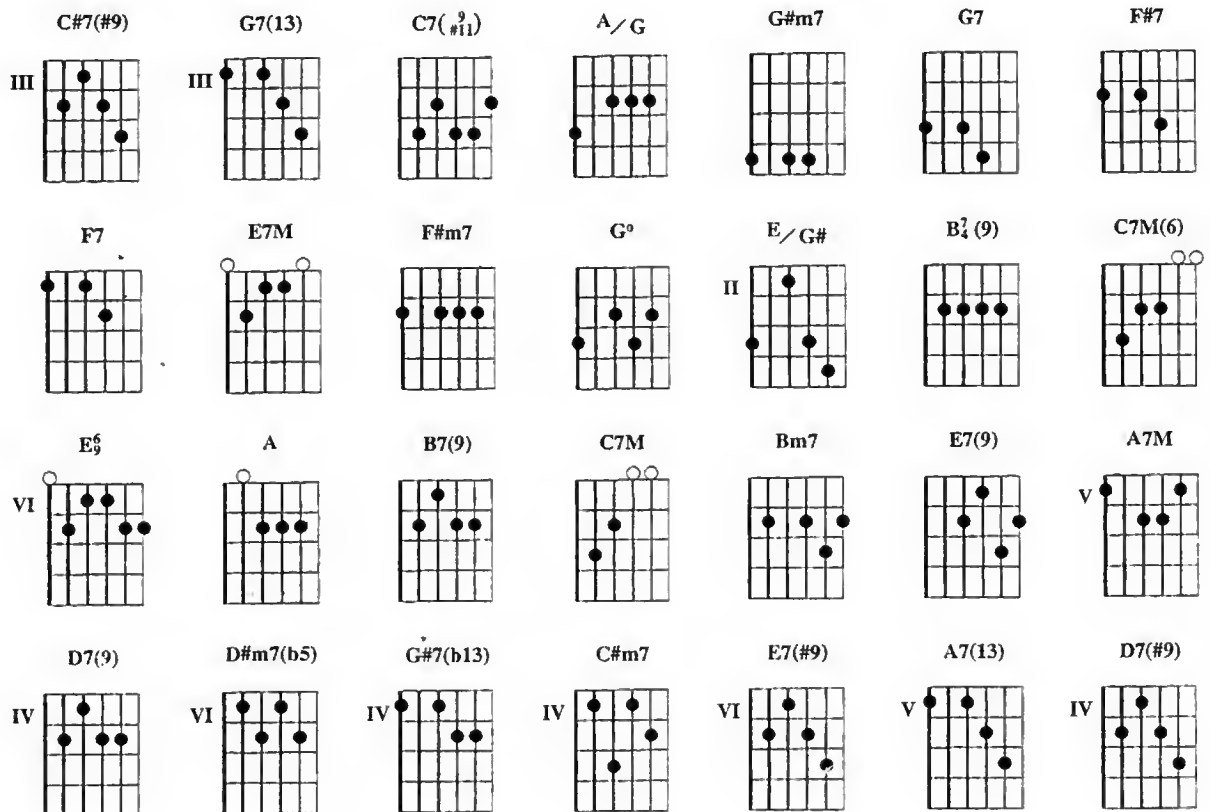 C#7(#9) G7(13) C7(9 #11) A/G G#m7 G7 F#7
III III
F7 E7M F#m7 G° E/G# B7 4(9) C7M(6)
II
E6 9 A B7(9) C7M Bm7 E7(9) A7M
VI V
D7(9) D#m7(b5) G#7(b13) C#m7 E7(#9) A7(13) D7(#9)
IV VI IV IV VI V IV